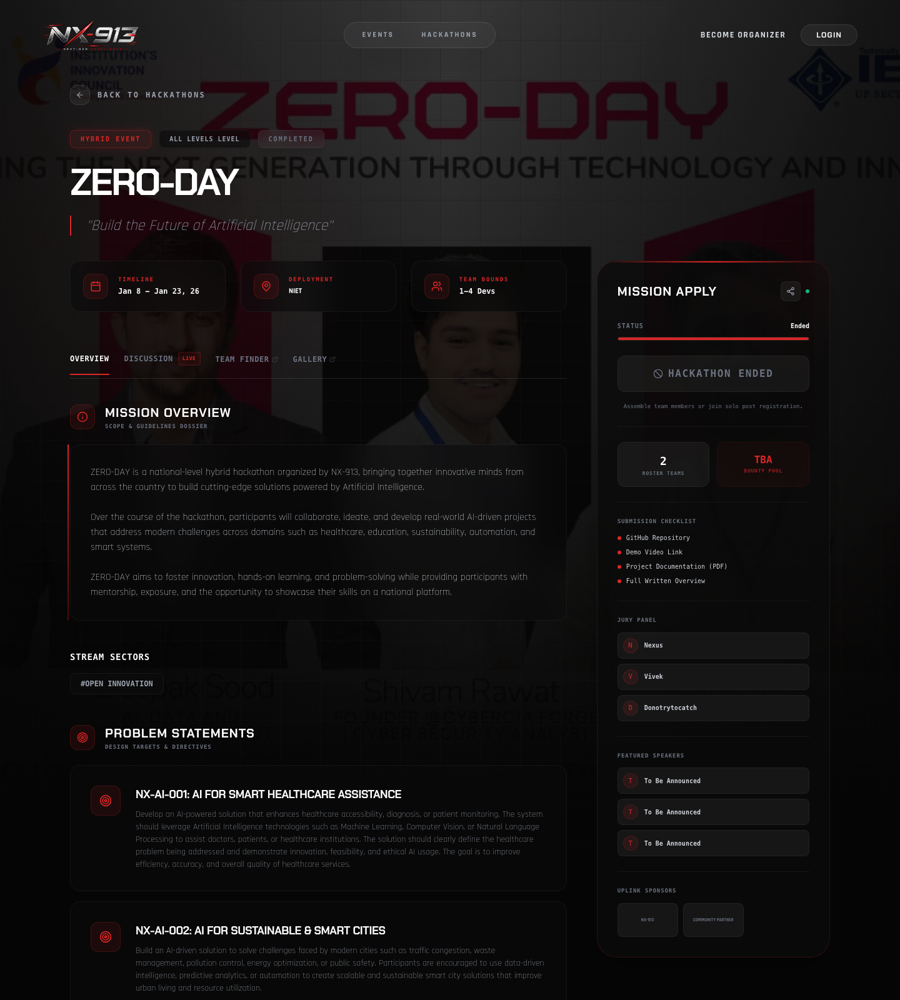 NX-913
NEXT-GEN EXCELLENCE
EVENTS
HACKATHONS
BECOME ORGANIZER
LOGIN
INSTITUTION'S
INNOVATION
COUNCIL
Technically
IE
UP SECT
ZERO-DAY
BACK TO HACKATHONS
HYBRID EVENT
ALL LEVELS LEVEL
COMPLETED
ING THE NEXT GENERATION THROUGH TECHNOLOGY AND INN
ZERO-DAY
"Build the Future of Artificial Intelligence"
TIMELINE
Jan 8 – Jan 23, 26
DEPLOYMENT
NIET
TEAM BOUNDS
1–4 Devs
OVERVIEW
DISCUSSION
LIVE
TEAM FINDER
GALLERY
MISSION OVERVIEW
SCOPE & GUIDELINES DOSSIER
ZERO-DAY is a national-level hybrid hackathon organized by NX-913, bringing together innovative minds from
across the country to build cutting-edge solutions powered by Artificial Intelligence.
Over the course of the hackathon, participants will collaborate, ideate, and develop real-world AI-driven projects
that address modern challenges across domains such as healthcare, education, sustainability, automation, and
smart systems.
ZERO-DAY aims to foster innovation, hands-on learning, and problem-solving while providing participants with
mentorship, exposure, and the opportunity to showcase their skills on a national platform.
STREAM SECTORS
#OPEN INNOVATION
ak Sood
Shivam Rawat
FOUNDER @CYBERCIA FORGE
CYBER SECURITY ANALYST
PROBLEM STATEMENTS
DESIGN TARGETS & DIRECTIVES
NX-AI-001: AI FOR SMART HEALTHCARE ASSISTANCE
Develop an AI-powered solution that enhances healthcare accessibility, diagnosis, or patient monitoring. The system
should leverage Artificial Intelligence technologies such as Machine Learning, Computer Vision, or Natural Language
Processing to assist doctors, patients, or healthcare institutions. The solution should clearly define the healthcare
problem being addressed and demonstrate innovation, feasibility, and ethical AI usage. The goal is to improve
efficiency, accuracy, and overall quality of healthcare services.
NX-AI-002: AI FOR SUSTAINABLE & SMART CITIES
Build an AI-driven solution to solve challenges faced by modern cities such as traffic congestion, waste
management, pollution control, energy optimization, or public safety. Participants are encouraged to use data-driven
intelligence, predictive analytics, or automation to create scalable and sustainable smart city solutions that improve
urban living and resource utilization.
MISSION APPLY
STATUS
Ended
HACKATHON ENDED
Assemble team members or join solo post registration.
2
ROSTER TEAMS
TBA
BOUNTY POOL
SUBMISSION CHECKLIST
GitHub Repository
Demo Video Link
Project Documentation (PDF)
Full Written Overview
JURY PANEL
N
Nexus
V
Vivek
D
Donotrytocatch
FEATURED SPEAKERS
T
To Be Announced
T
To Be Announced
T
To Be Announced
UPLINK SPONSORS
NX-913
COMMUNITY PARTNER